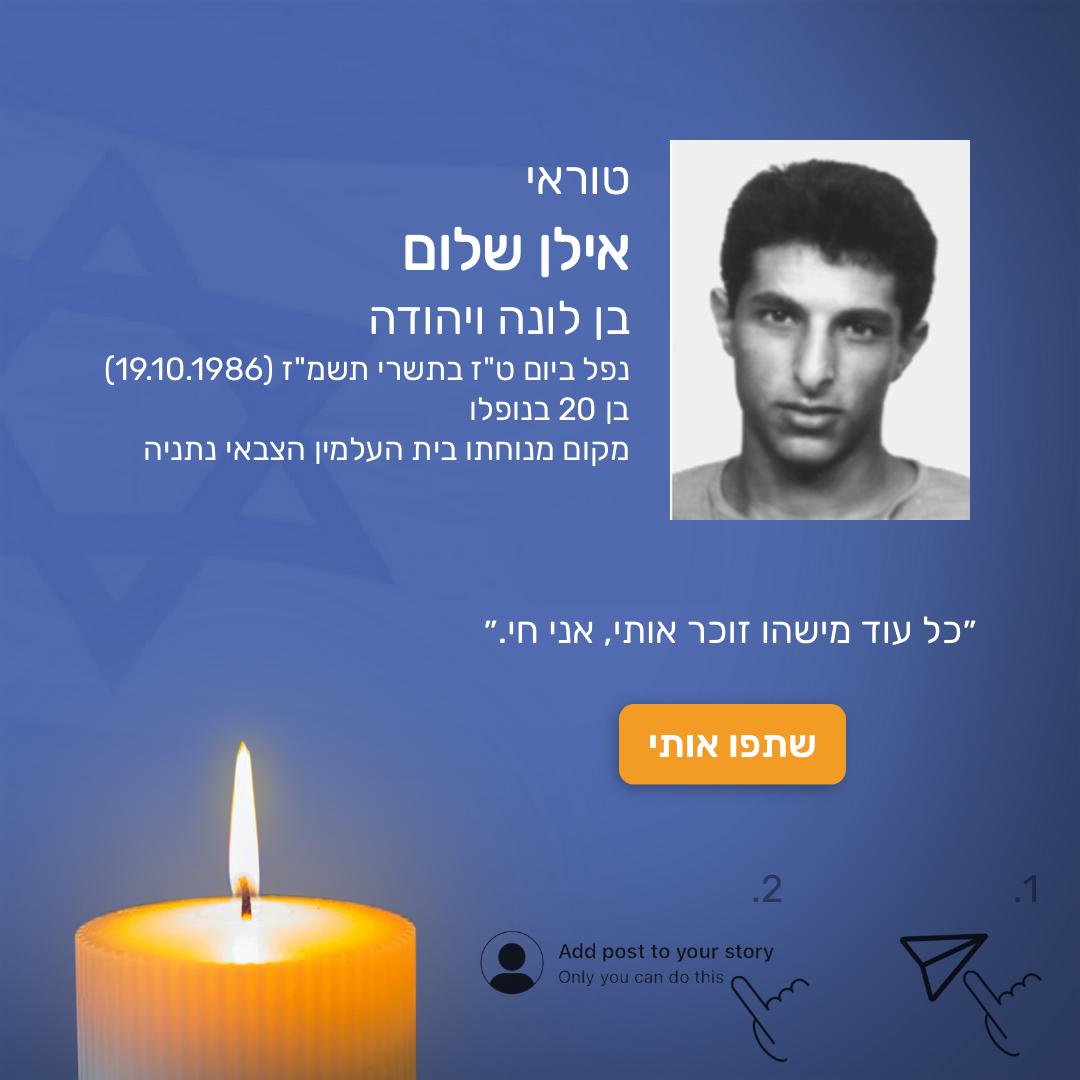 טוראי
אילן שלום
בן לונה ויהודה
נפל ביום ט"ז בתשרי תשמ"ז (19.10.1986)
בן 20 בנופלו
מקום מנוחתו בית העלמין הצבאי נתניה
״כל עוד מישהו זוכר אותי, אני חי.״
שתפו אותי
.1
.2
Add post to your story
Only you can do this